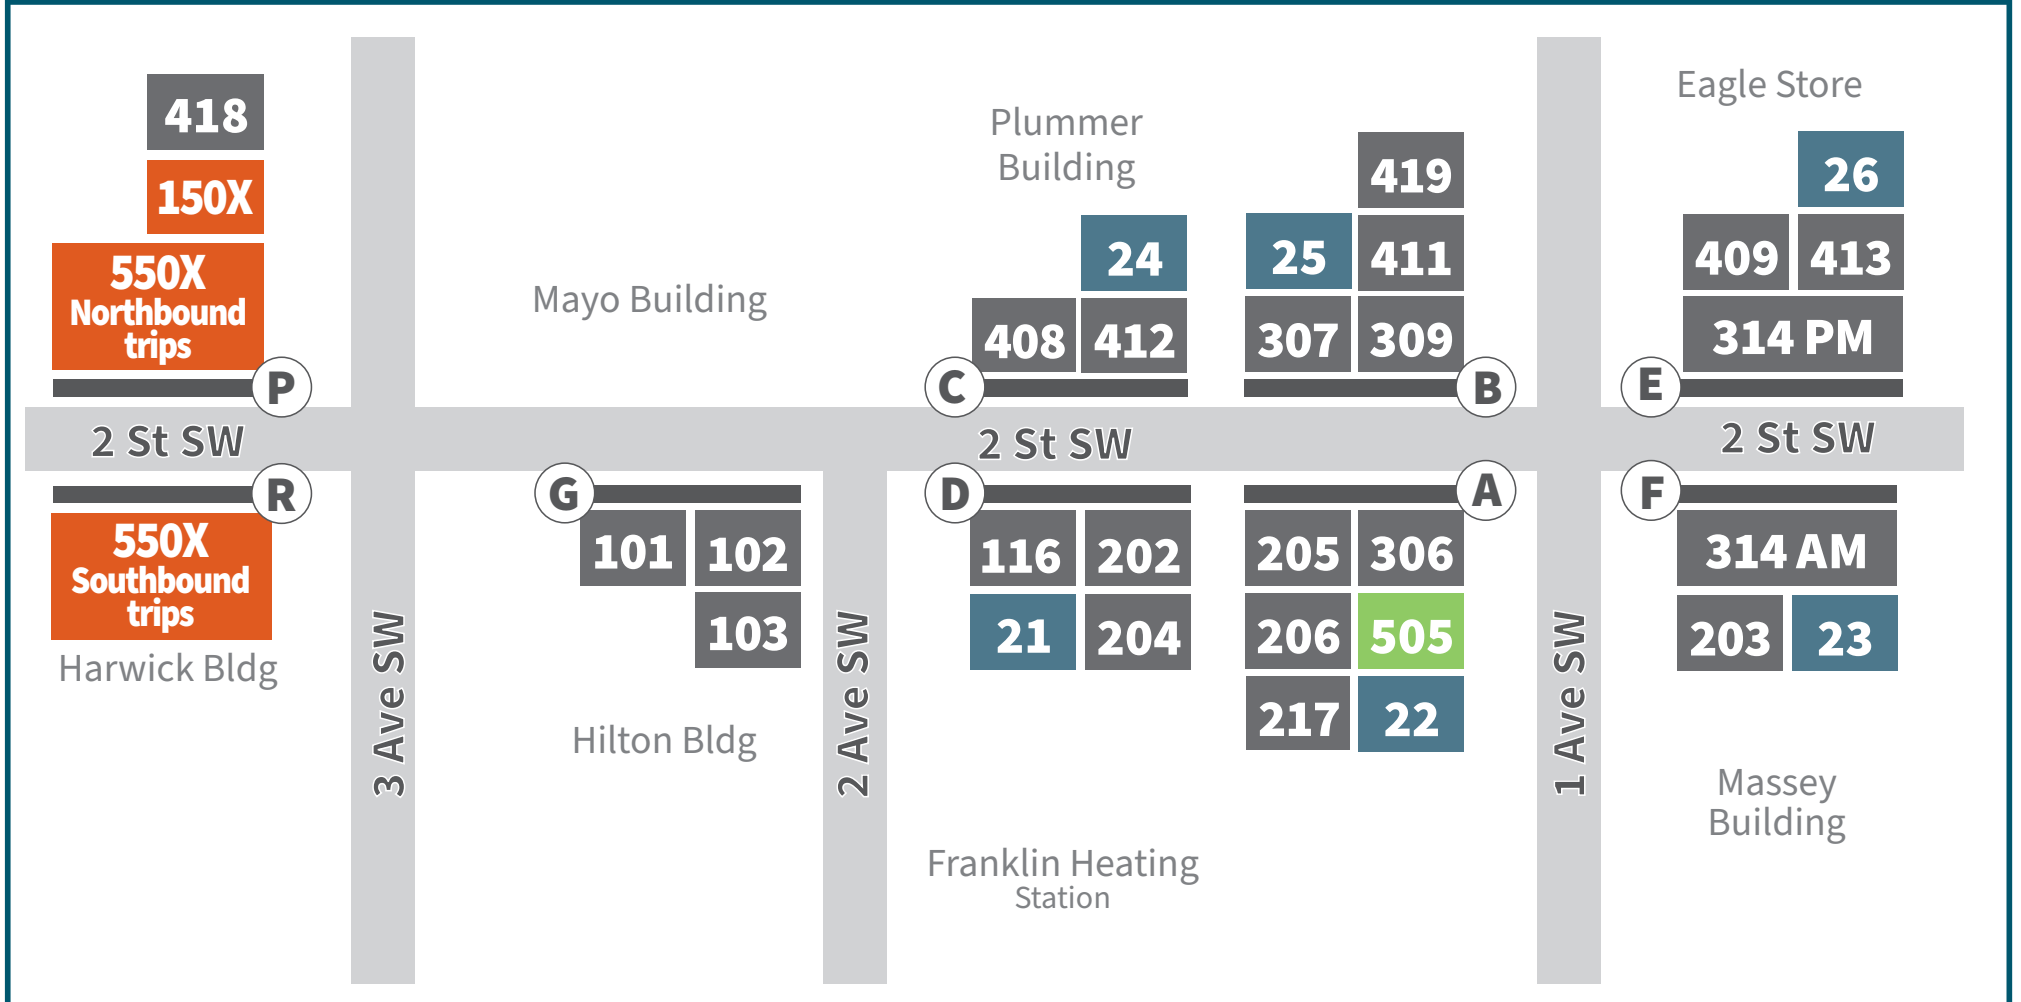 418
150X
550X
Northbound
trips
P
2 St SW
R
550X
Southbound
trips
Harwick Bldg
3 Ave SW
Mayo Building
G
101 102
103
Hilton Bldg
2 Ave SW
Plummer
Building
24
408 412
C
2 St SW
D
116 202
21 204
Franklin Heating
Station
419
25 411
307 309
B
A
205 306
206 505
217 22
1 Ave SW
Eagle Store
26
409 413
314 PM
E
2 St SW
F
314 AM
203 23
Massey
Building